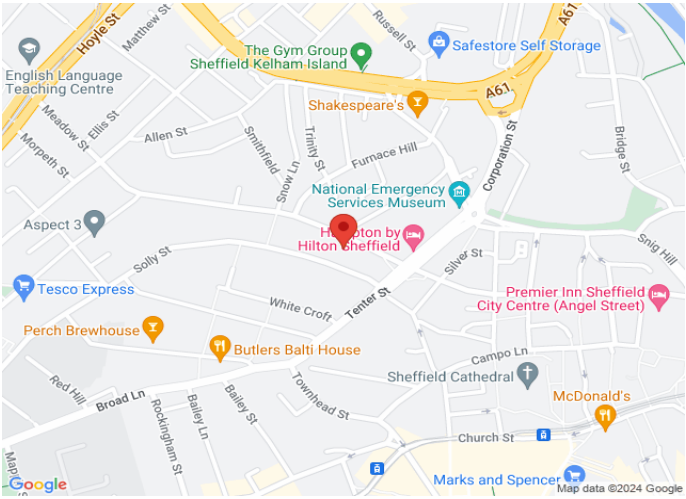 Hoyle St
Matthew St
Russell St
A61
The Gym Group
Sheffield Kelham Island
Safestore Self Storage
English Language
Teaching Centre
A61
Shakespeare's
Meadow St
Ellis St
Allen St
Smithfield
Trinity St
Corporation St
Bridge St
Morpeth St
Furnace Hill
Snow Ln
National Emergency
Services Museum
Aspect 3
Hampton by
Hilton Sheffield
Snig Hill
Solly St
Silver St
Tesco Express
White Croft
Tenter St
Premier Inn Sheffield
City Centre (Angel Street)
Perch Brewhouse
Butlers Balti House
Campo Ln
Sheffield Cathedral
Red Hill
Broad Ln
Townhead St
McDonald's
Rockingham St
Bailey Ln
Bailey St
Church St
Google
Marks and Spencer
Map data ©2024 Google